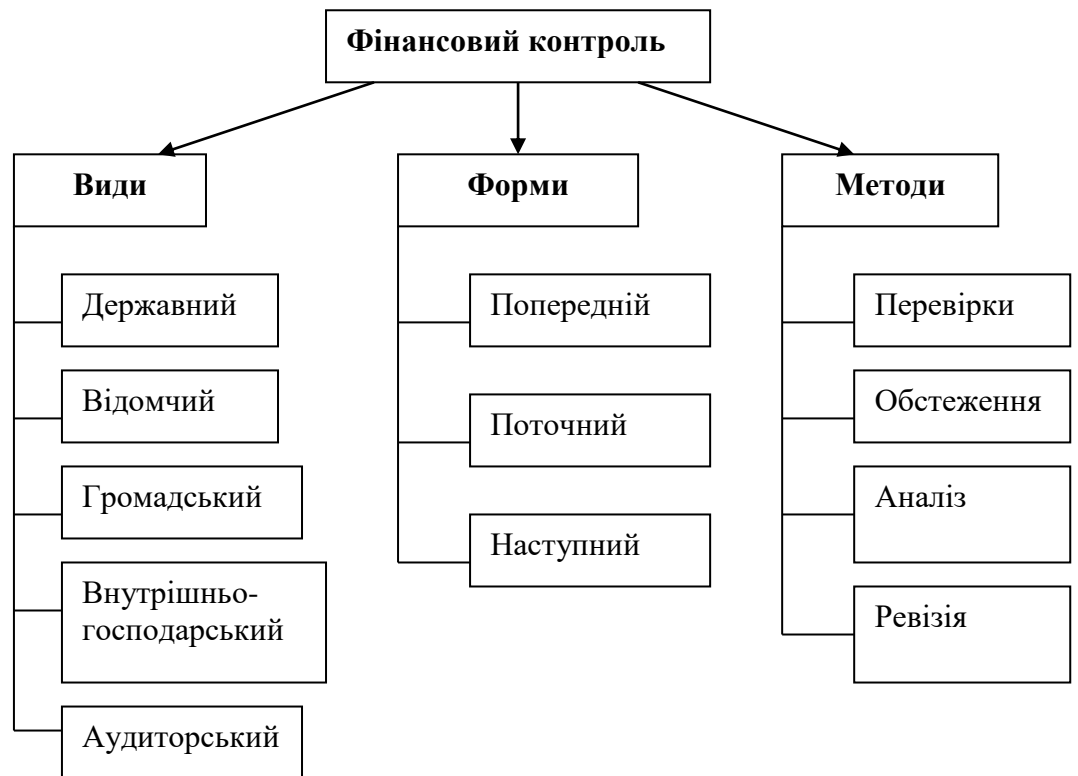 Фінансовий контроль
Види
Державний
Відомчий
Громадський
Внутрішньо-
господарський
Аудиторський
Форми
Попередній
Поточний
Наступний
Методи
Перевірки
Обстеження
Аналіз
Ревізія